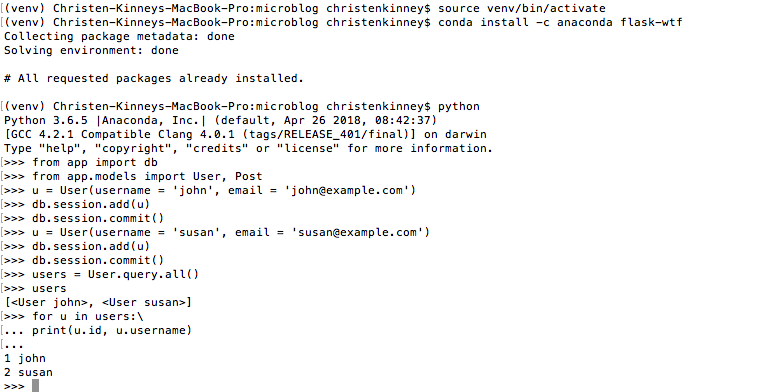 (venv) Christen-Kinneys-MacBook-Pro:microblog christenkinney$ source venv/bin/activate
[(venv) Christen-Kinneys-MacBook-Pro:microblog christenkinney$ conda install -c anaconda flask-wtf
Collecting package metadata: done
Solving environment: done
# All requested packages already installed.
[(venv) Christen-Kinneys-MacBook-Pro:microblog christenkinney$ python
Python 3.6.5 |Anaconda, Inc.| (default, Apr 26 2018, 08:42:37)
[GCC 4.2.1 Compatible Clang 4.0.1 (tags/RELEASE_401/final)] on darwin
Type "help", "copyright", "credits" or "license" for more information.
[>>> from app import db
[>>> from app.models import User, Post
[>>> u = User(username = 'john', email = 'john@example.com')
[>>> db.session.add(u)
[>>> db.session.commit()
[>>> u = User(username = 'susan', email = 'susan@example.com')
[>>> db.session.add(u)
[>>> db.session.commit()
[>>> users = User.query.all()
[>>> users
[<User john>, <User susan>]
[>>> for u in users:\
[... print(u.id, u.username)
[...
1 john
2 susan
>>>